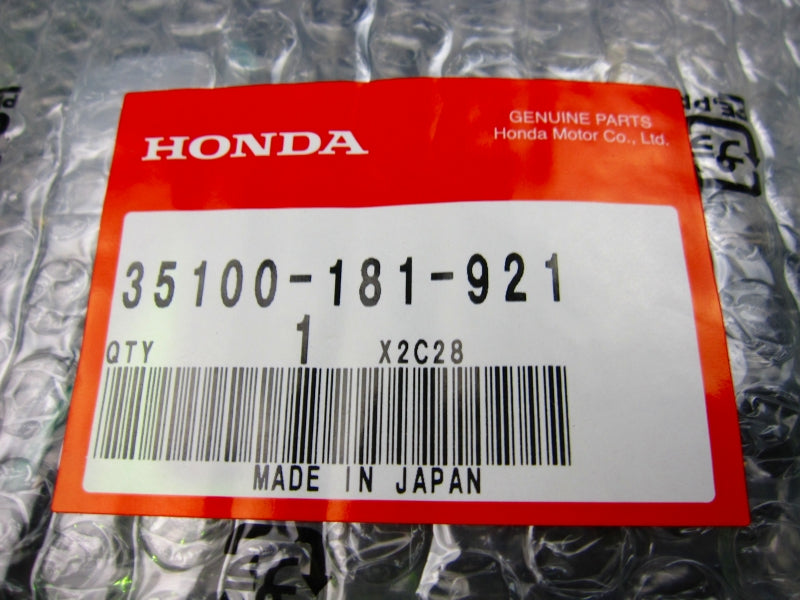 HONDA
GENUINE PARTS
Honda Motor Co., Ltd.
35100-181-921
QTY 1 X2C28
MADE IN JAPAN